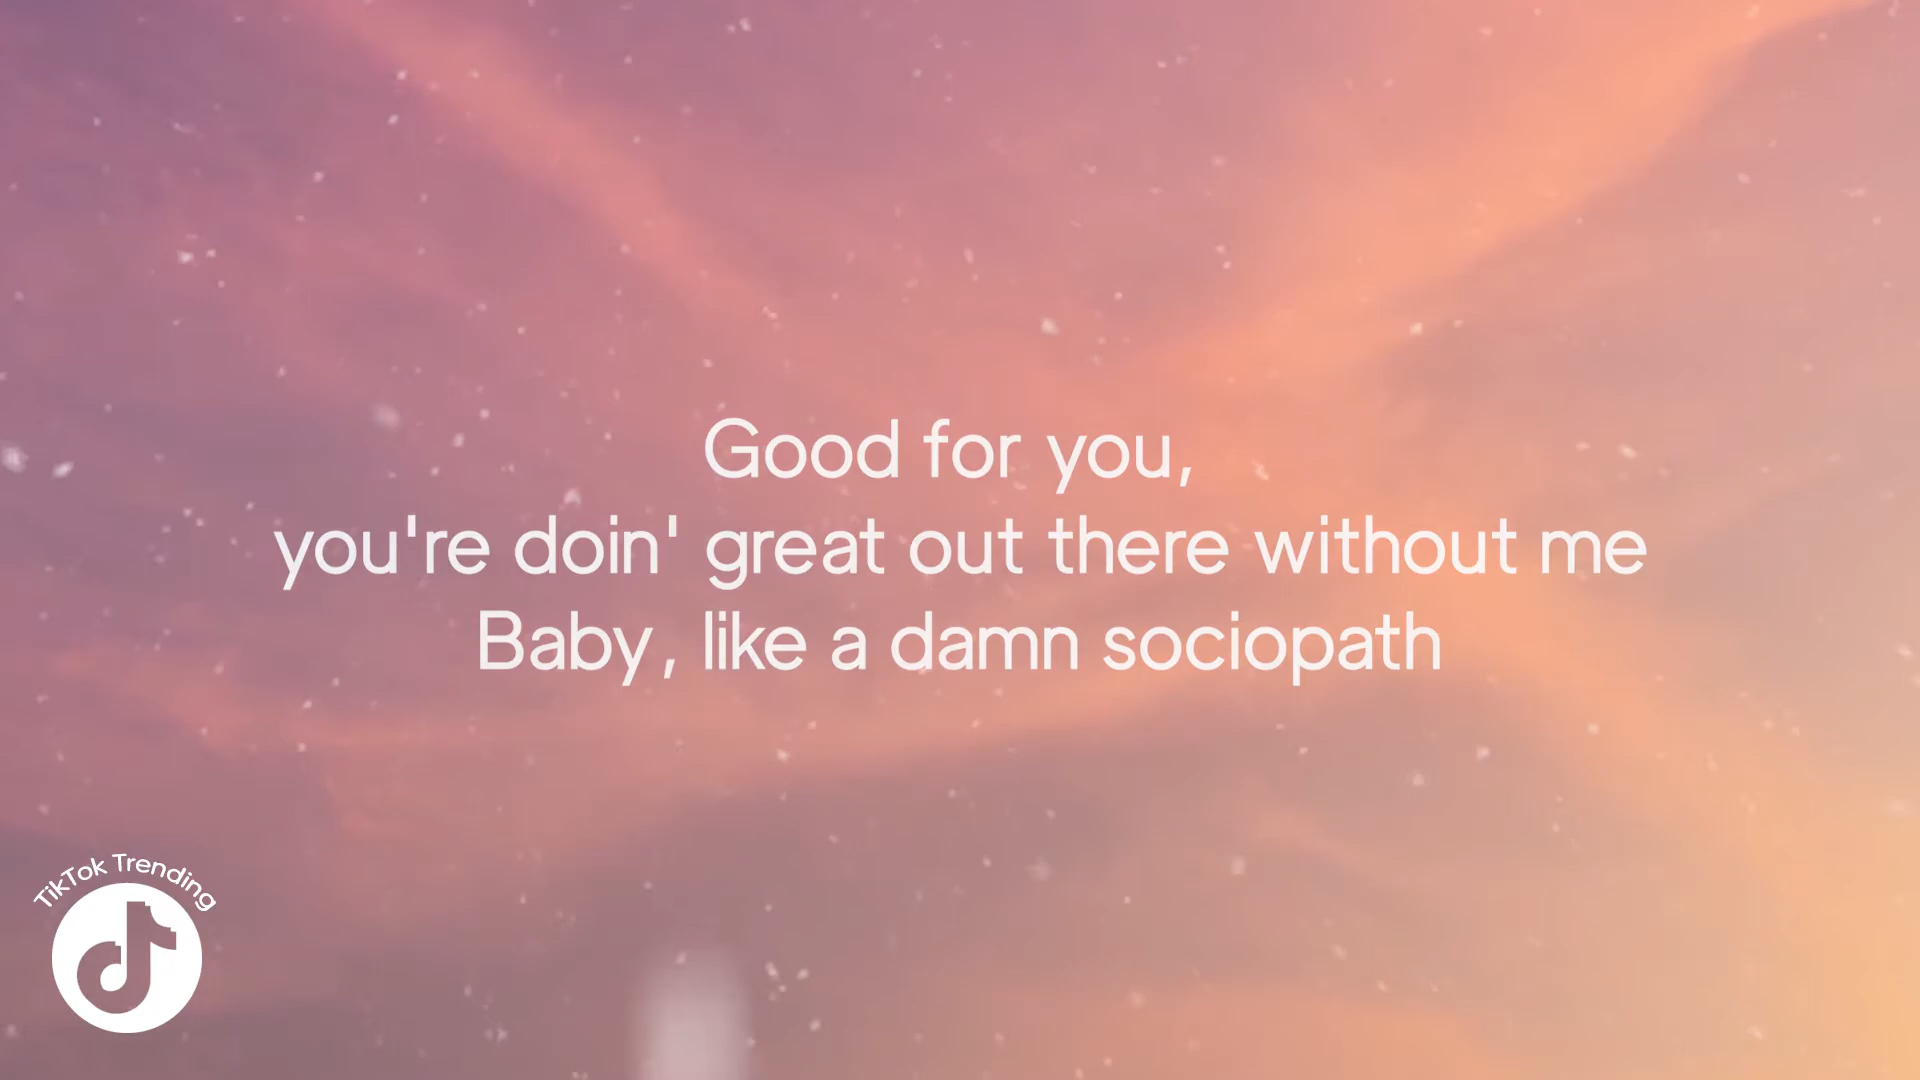 Good for you,
you're doin' great out there without me
Baby, like a damn sociopath
TikTok Trending